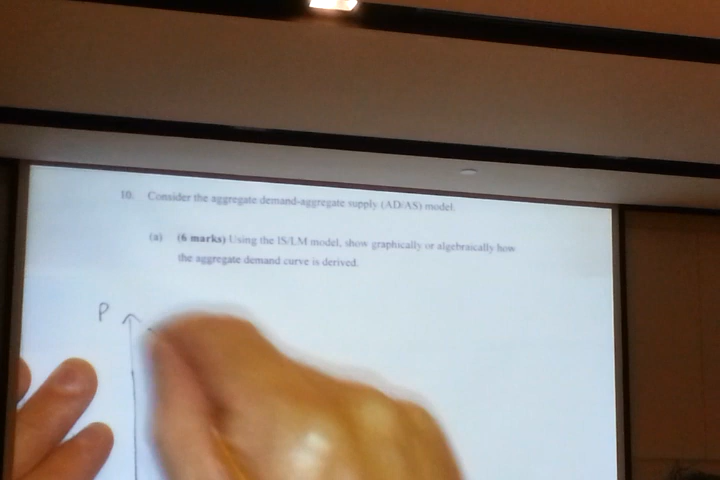 10. Consider the aggregate demand-aggregate supply (AD/AS) model.
(a) (6 marks) Using the IS/LM model, show graphically or algebraically how
the aggregate demand curve is derived.
P